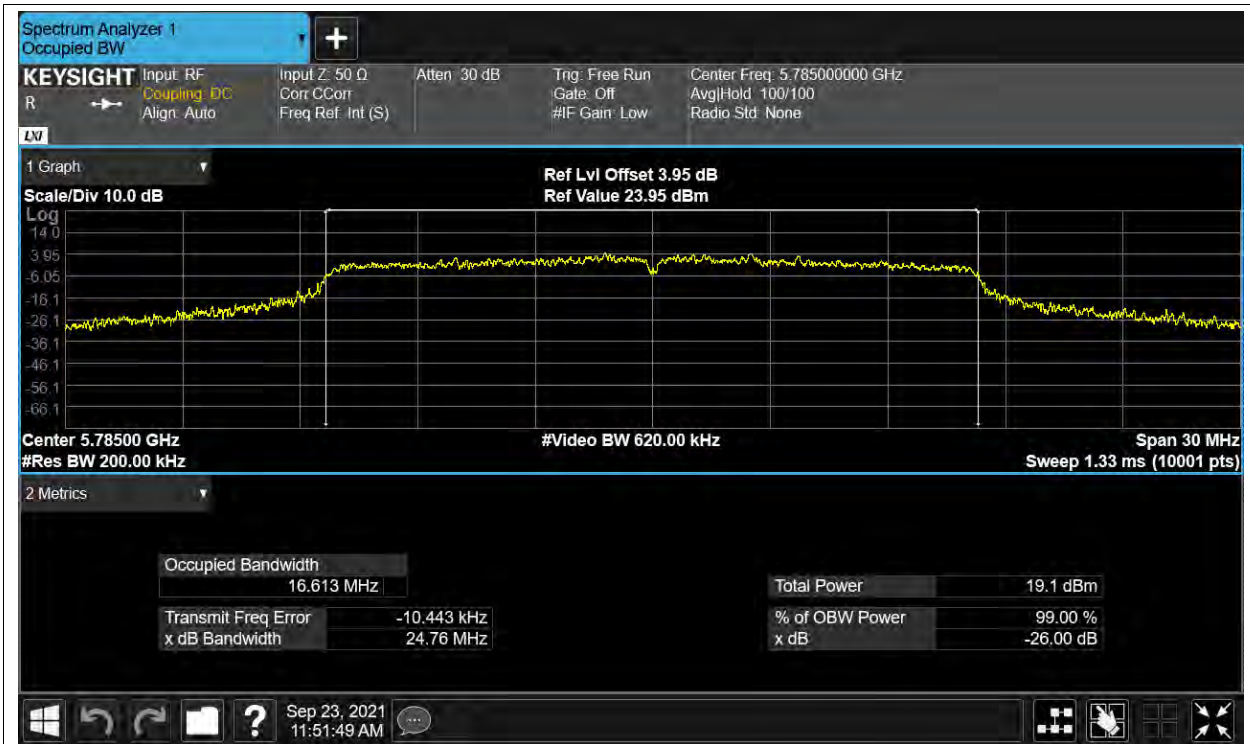 Spectrum Analyzer 1
Occupied BW
KEYSIGHT
R
LXI
Input: RF
Coupling: DC
Align: Auto
Input Z: 50 Ω
Corr CCorr
Freq Ref: Int (S)
Atten: 30 dB
Trig: Free Run
Gate: Off
#IF Gain: Low
Center Freq: 5.785000000 GHz
Avg|Hold: 100/100
Radio Std: None
1 Graph
Scale/Div 10.0 dB
Ref Lvl Offset 3.95 dB
Ref Value 23.95 dBm
Log
14.0
3.95
-6.05
-16.1
-26.1
-36.1
-46.1
-56.1
-66.1
Center 5.78500 GHz
#Video BW 620.00 kHz
Span 30 MHz
#Res BW 200.00 kHz
Sweep 1.33 ms (10001 pts)
2 Metrics
Occupied Bandwidth
16.613 MHz
Total Power 19.1 dBm
Transmit Freq Error -10.443 kHz
% of OBW Power 99.00 %
x dB Bandwidth 24.76 MHz
x dB -26.00 dB
?
Sep 23, 2021
11:51:49 AM